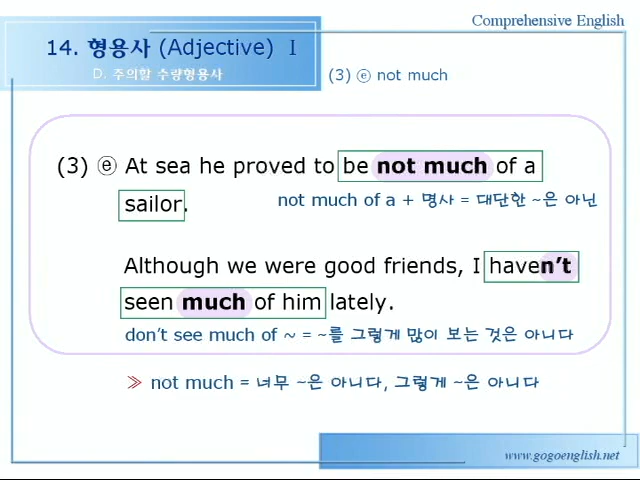 Comprehensive English
14. 형용사 (Adjective) Ⅰ
D. 주의할 수량형용사
(3) ⓔ not much
(3) ⓔ At sea he proved to be not much of a
sailor.
not much of a + 명사 = 대단한 ~은 아닌
Although we were good friends, I haven't
seen much of him lately.
don't see much of ~ = ~를 그렇게 많이 보는 것은 아니다
≫ not much = 너무 ~은 아니다, 그렇게 ~은 아니다
www.gogoenglish.net